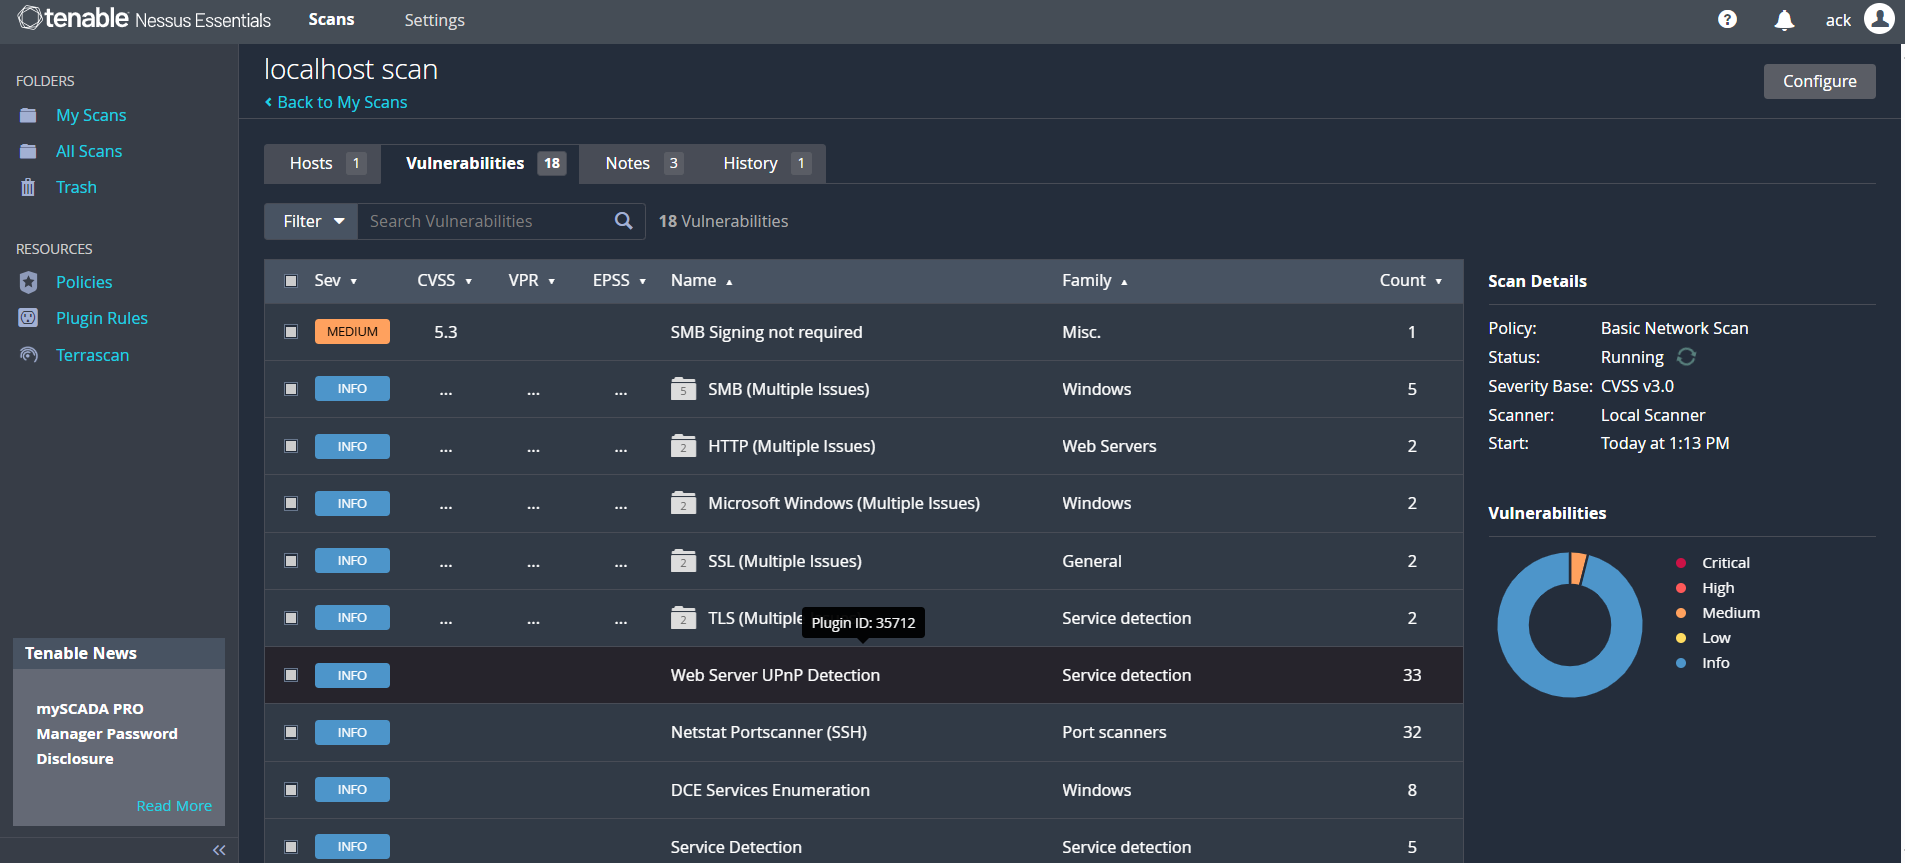 tenable Nessus Essentials Scans Settings ? ack
FOLDERS
My Scans
All Scans
Trash
RESOURCES
Policies
Plugin Rules
Terrascan
Tenable News
mySCADA PRO
Manager Password
Disclosure
Read More
localhost scan
Back to My Scans
Configure
Hosts 1 Vulnerabilities 18 Notes 3 History 1
Filter Search Vulnerabilities 18 Vulnerabilities
Sev CVSS VPR EPSS Name Family Count
MEDIUM 5.3 SMB Signing not required Misc. 1
INFO ... ... ... 5 SMB (Multiple Issues) Windows 5
INFO ... ... ... 2 HTTP (Multiple Issues) Web Servers 2
INFO ... ... ... 2 Microsoft Windows (Multiple Issues) Windows 2
INFO ... ... ... 2 SSL (Multiple Issues) General 2
INFO ... ... ... 2 TLS (Multiple Service detection 2
Plugin ID: 35712
INFO Web Server UPnP Detection Service detection 33
INFO Netstat Portscanner (SSH) Port scanners 32
INFO DCE Services Enumeration Windows 8
INFO Service Detection Service detection 5
Scan Details
Policy: Basic Network Scan
Status: Running
Severity Base: CVSS v3.0
Scanner: Local Scanner
Start: Today at 1:13 PM
Vulnerabilities
Critical
High
Medium
Low
Info